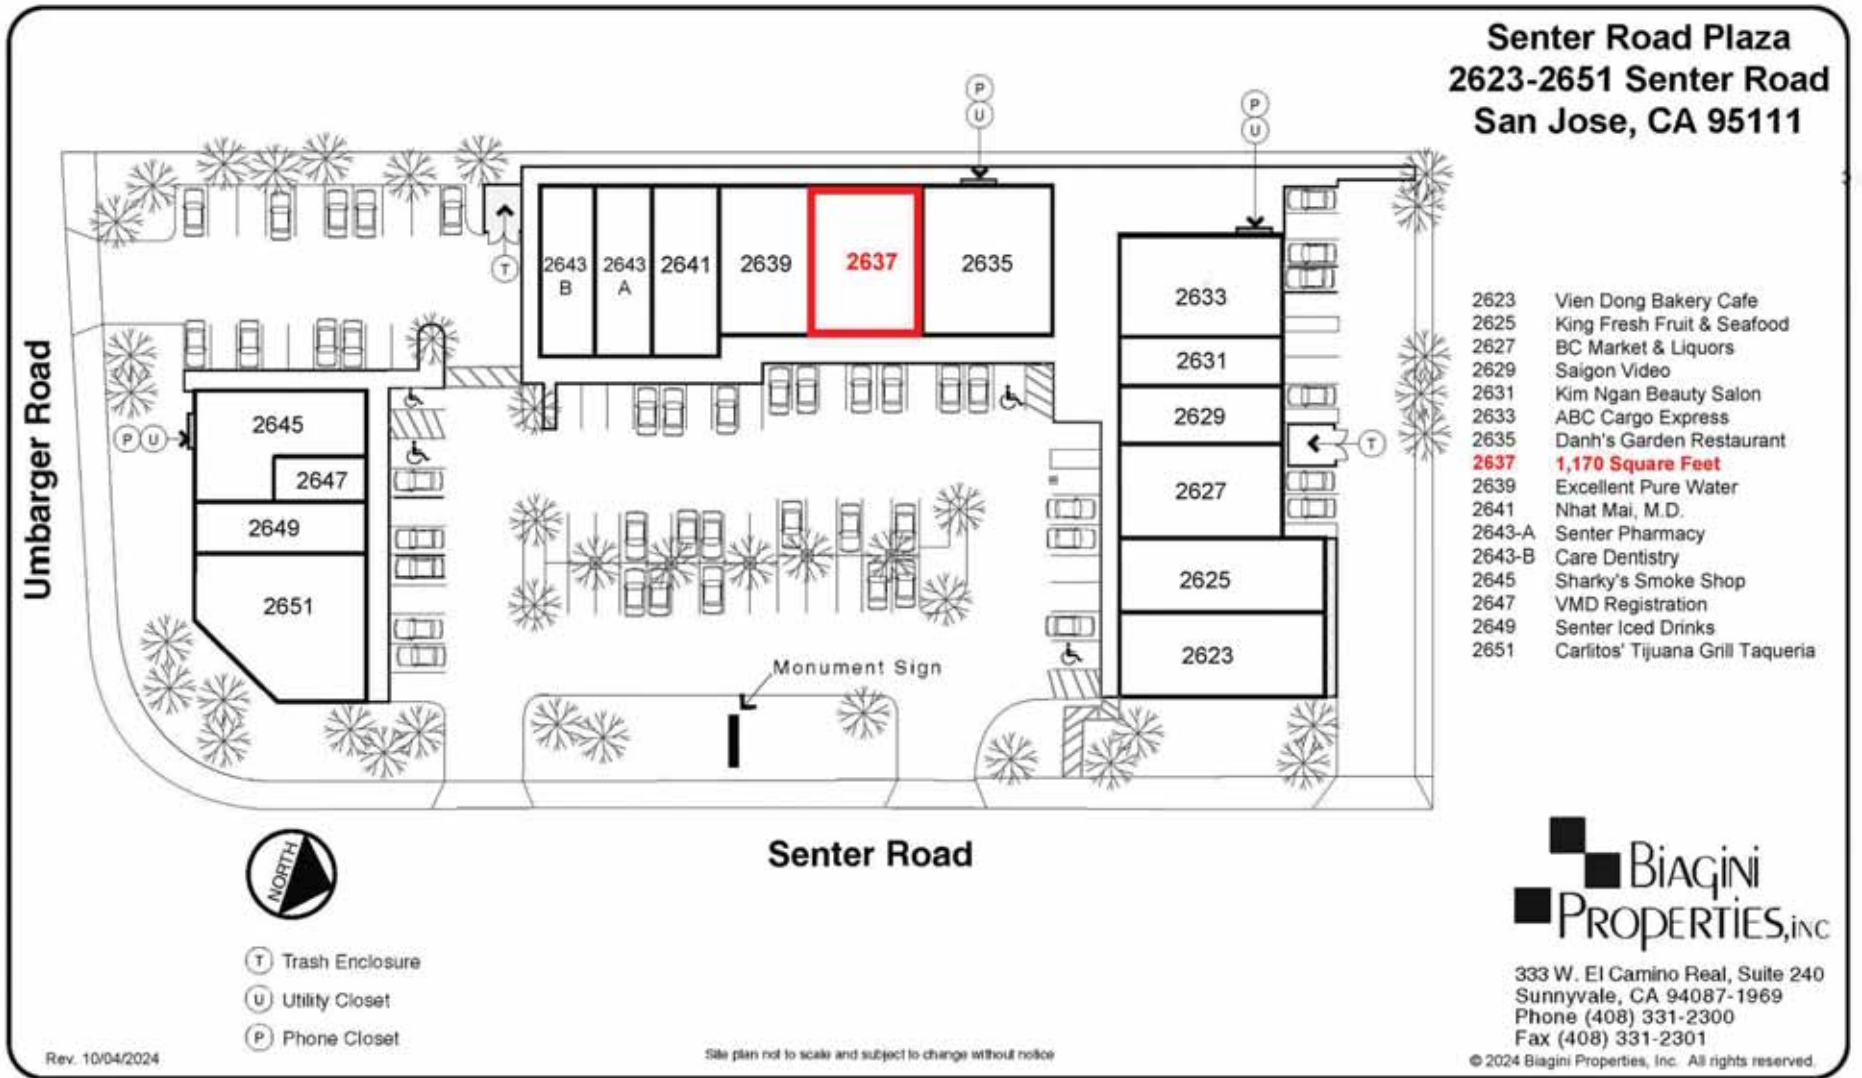 Senter Road Plaza
2623-2651 Senter Road
San Jose, CA 95111
P
U
P
U
T
2643
B
2643
A
2641
2639
2637
2635
2633
2631
2629
2627
2625
2623
T
2645
2647
2649
2651
P U
Umbarger Road
Monument Sign
Senter Road
2623 Vien Dong Bakery Cafe
2625 King Fresh Fruit & Seafood
2627 BC Market & Liquors
2629 Saigon Video
2631 Kim Ngan Beauty Salon
2633 ABC Cargo Express
2635 Danh's Garden Restaurant
2637 1,170 Square Feet
2639 Excellent Pure Water
2641 Nhat Mai, M.D.
2643-A Senter Pharmacy
2643-B Care Dentistry
2645 Sharky's Smoke Shop
2647 VMD Registration
2649 Senter Iced Drinks
2651 Carlitos' Tijuana Grill Taqueria
NORTH
T Trash Enclosure
U Utility Closet
P Phone Closet
Rev. 10/04/2024
Site plan not to scale and subject to change without notice
BIAGINI
PROPERTIES, INC
333 W. El Camino Real, Suite 240
Sunnyvale, CA 94087-1969
Phone (408) 331-2300
Fax (408) 331-2301
© 2024 Biagini Properties, Inc. All rights reserved.